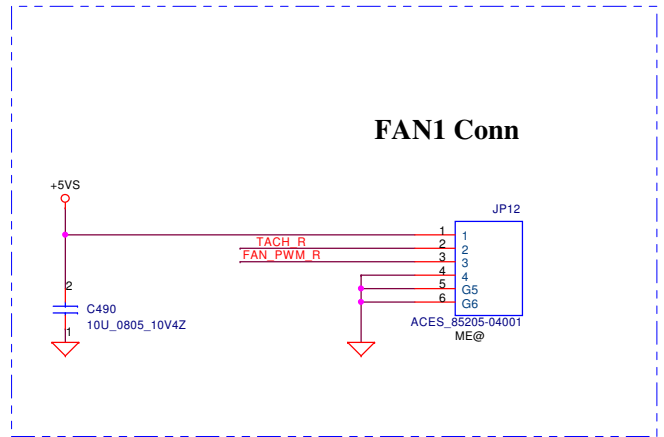 FAN1 Conn
+5VS
JP12
1 1
TACH_R 2 2
FAN_PWM_R 3 3
4 4
5 G5
6 G6
2
C490
10U_0805_10V4Z
1
ACES_85205-04001
ME@